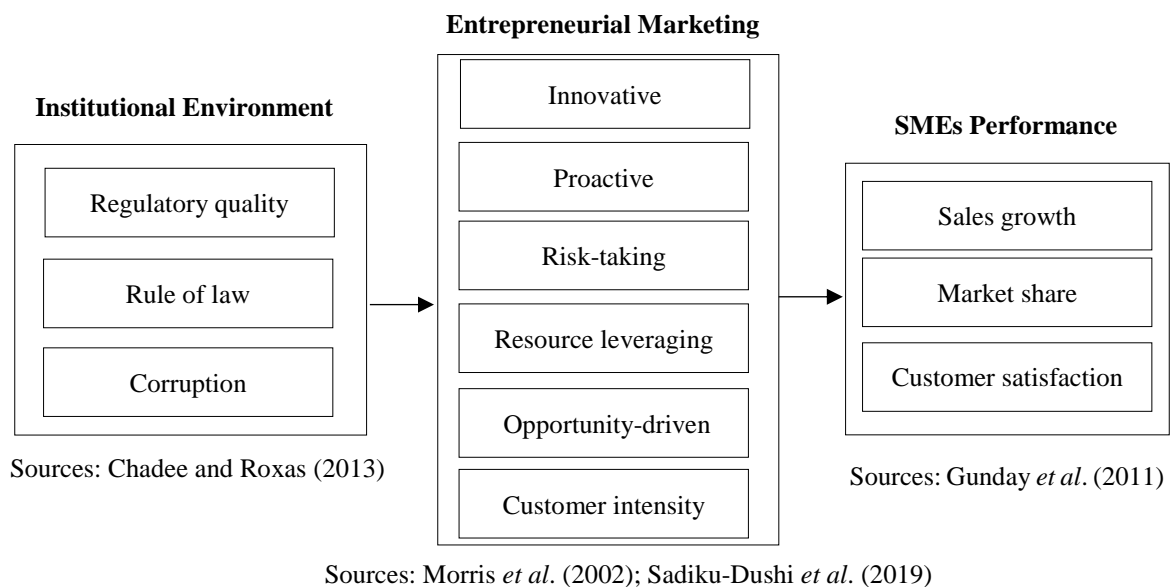 Institutional Environment
Regulatory quality
Rule of law
Corruption
Sources: Chadee and Roxas (2013)
Entrepreneurial Marketing
Innovative
Proactive
Risk-taking
Resource leveraging
Opportunity-driven
Customer intensity
Sources: Morris et al. (2002); Sadiku-Dushi et al. (2019)
SMEs Performance
Sales growth
Market share
Customer satisfaction
Sources: Gunday et al. (2011)